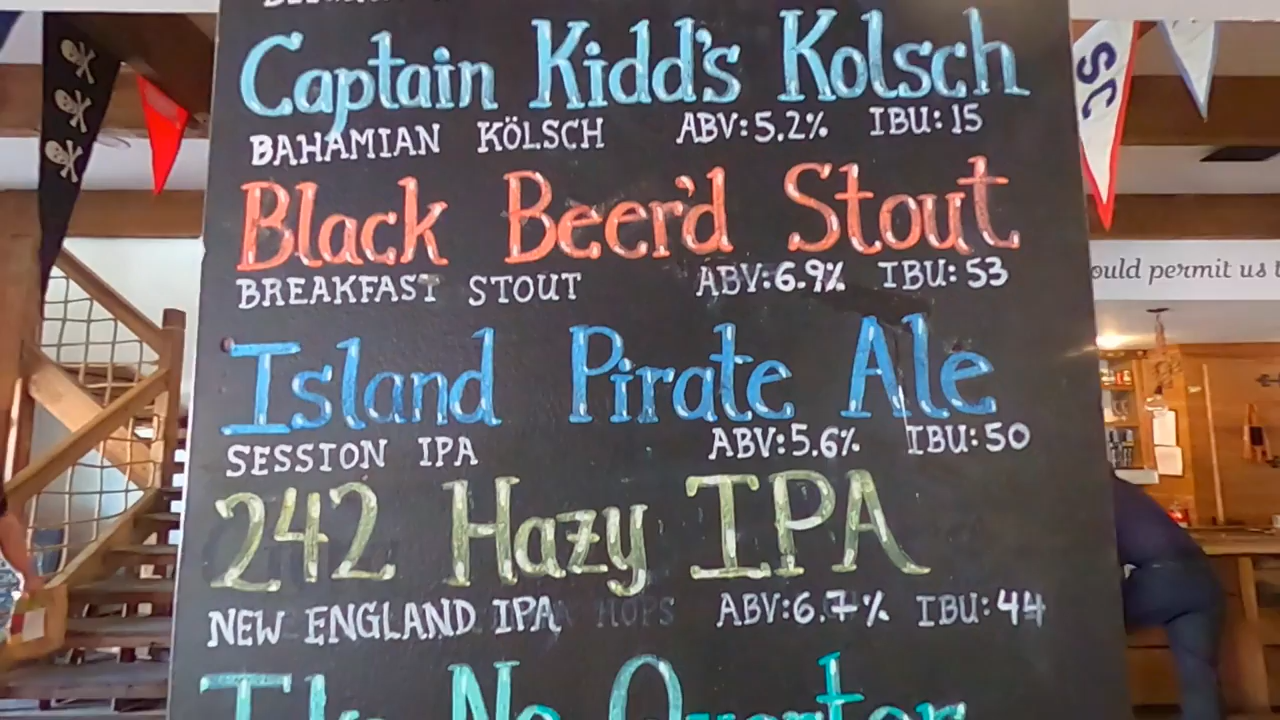 Captain Kidd's Kolsch
BAHAMIAN KÖLSCH ABV:5.2% IBU:15
Black Beer'd Stout
BREAKFAST STOUT ABV:6.9% IBU:53
Island Pirate Ale
SESSION IPA ABV:5.6% IBU:50
242 Hazy IPA
NEW ENGLAND IPA HOPS ABV:6.7% IBU:44
No Quarter
SC
ould permit us t